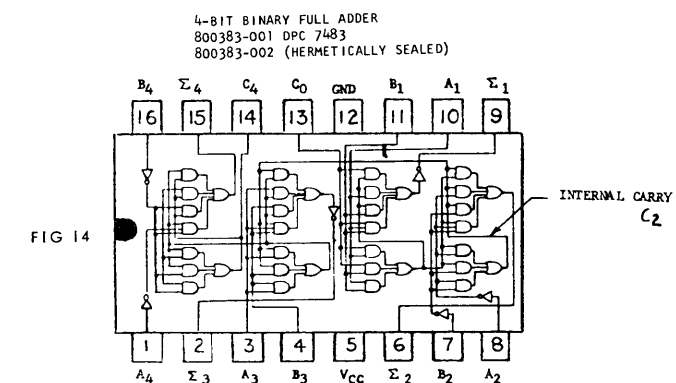 4-BIT BINARY FULL ADDER
800383-001 DPC 7483
800383-002 (HERMETICALLY SEALED)
B4 Σ4 C4 C0 GND B1 A1 Σ1
16 15 14 13 12 11 10 9
INTERNAL CARRY
C2
FIG 14
1 2 3 4 5 6 7 8
A4 Σ3 A3 B3 VCC Σ2 B2 A2